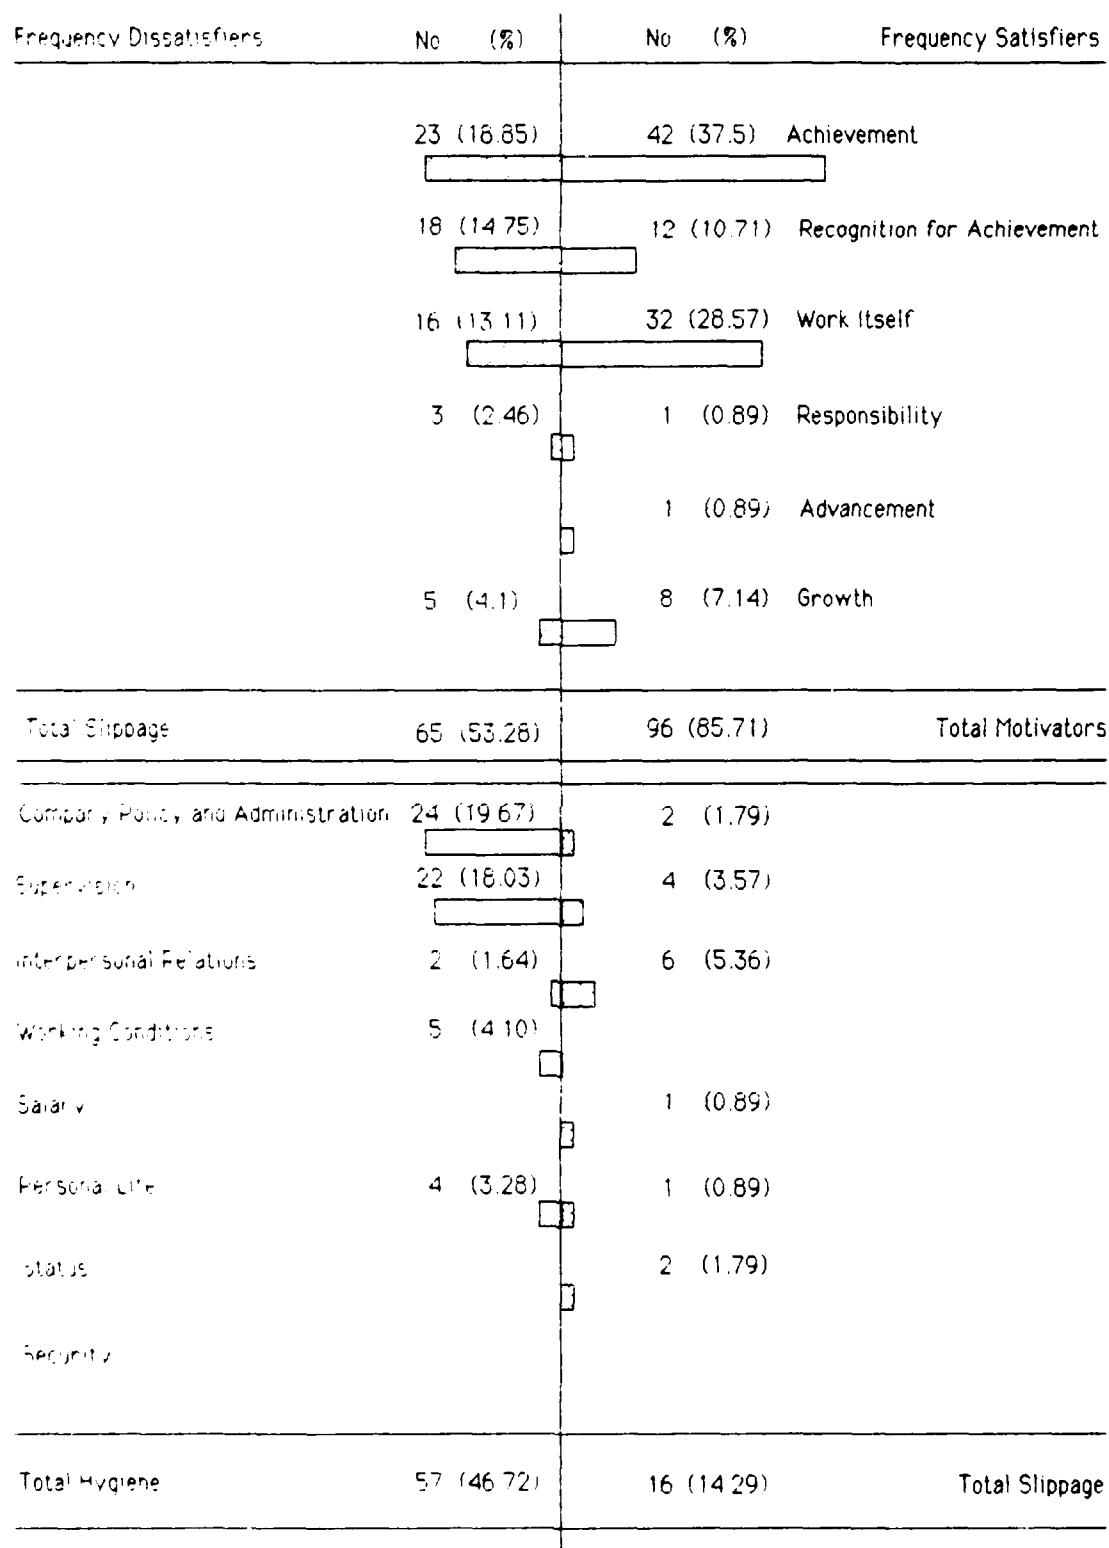 Frequency Dissatisfiers No (%) No (%) Frequency Satisfiers
23 (18.85) 42 (37.5) Achievement
18 (14.75) 12 (10.71) Recognition for Achievement
16 (13.11) 32 (28.57) Work Itself
3 (2.46) 1 (0.89) Responsibility
1 (0.89) Advancement
5 (4.1) 8 (7.14) Growth
Total Slippage 65 (53.28) 96 (85.71) Total Motivators
Company Policy and Administration 24 (19.67) 2 (1.79)
Supervision 22 (18.03) 4 (3.57)
Interpersonal Relations 2 (1.64) 6 (5.36)
Working Conditions 5 (4.10)
Salary 1 (0.89)
Personal Life 4 (3.28) 1 (0.89)
Status 2 (1.79)
Security
Total Hygiene 57 (46.72) 16 (14.29) Total Slippage